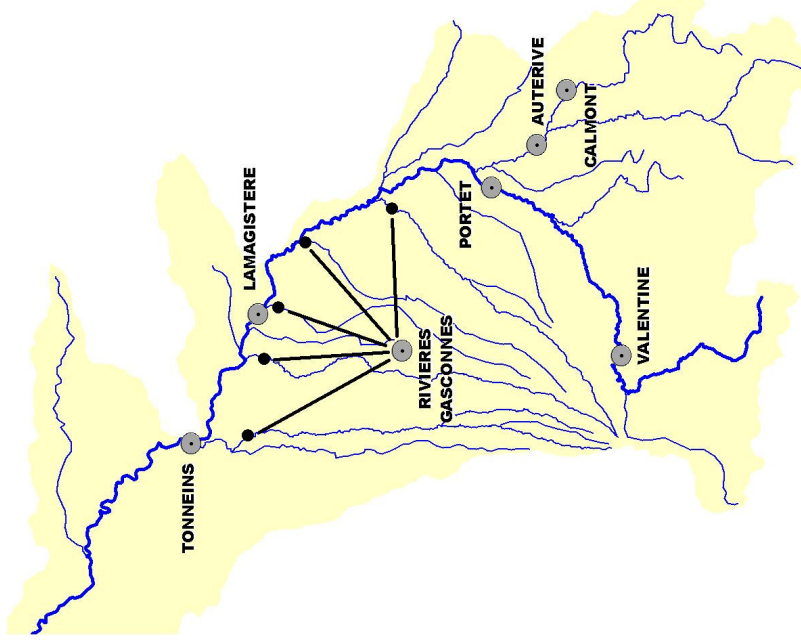 TONNEINS
LAMAGISTERE
RIVIERES
GASCONNES
PORTET
AUTERIVE
CALMONT
VALENTINE